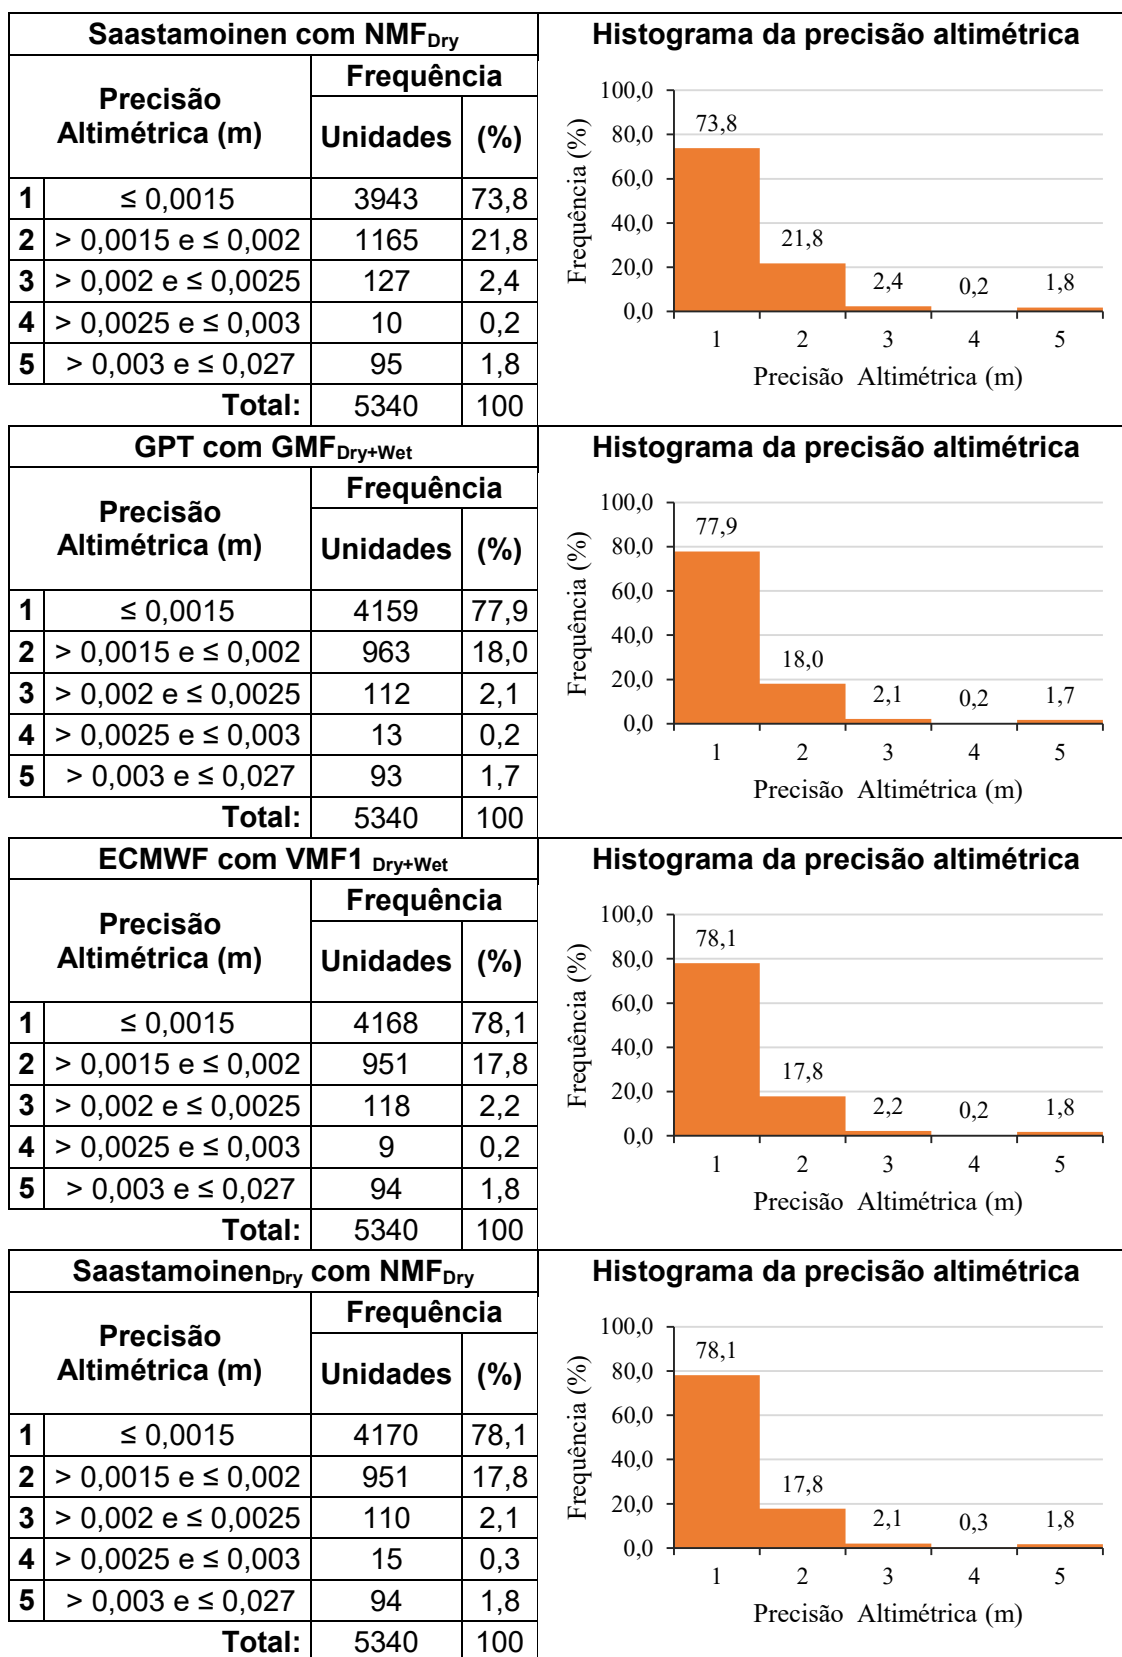 Saastamoinen com NMFDry
Precisão
Altimétrica (m)
Frequência
Unidades (%)
1 ≤ 0,0015 3943 73,8
2 > 0,0015 e ≤ 0,002 1165 21,8
3 > 0,002 e ≤ 0,0025 127 2,4
4 > 0,0025 e ≤ 0,003 10 0,2
5 > 0,003 e ≤ 0,027 95 1,8
Total: 5340 100
Histograma da precisão altimétrica
Frequência (%)
100,0
80,0
60,0
40,0
20,0
0,0
73,8
21,8
2,4
0,2
1,8
1 2 3 4 5
Precisão Altimétrica (m)
GPT com GMFDry+Wet
Precisão
Altimétrica (m)
Frequência
Unidades (%)
1 ≤ 0,0015 4159 77,9
2 > 0,0015 e ≤ 0,002 963 18,0
3 > 0,002 e ≤ 0,0025 112 2,1
4 > 0,0025 e ≤ 0,003 13 0,2
5 > 0,003 e ≤ 0,027 93 1,7
Total: 5340 100
Histograma da precisão altimétrica
Frequência (%)
100,0
80,0
60,0
40,0
20,0
0,0
77,9
18,0
2,1
0,2
1,7
1 2 3 4 5
Precisão Altimétrica (m)
ECMWF com VMF1 Dry+Wet
Precisão
Altimétrica (m)
Frequência
Unidades (%)
1 ≤ 0,0015 4168 78,1
2 > 0,0015 e ≤ 0,002 951 17,8
3 > 0,002 e ≤ 0,0025 118 2,2
4 > 0,0025 e ≤ 0,003 9 0,2
5 > 0,003 e ≤ 0,027 94 1,8
Total: 5340 100
Histograma da precisão altimétrica
Frequência (%)
100,0
80,0
60,0
40,0
20,0
0,0
78,1
17,8
2,2
0,2
1,8
1 2 3 4 5
Precisão Altimétrica (m)
SaastamoinenDry com NMFDry
Precisão
Altimétrica (m)
Frequência
Unidades (%)
1 ≤ 0,0015 4170 78,1
2 > 0,0015 e ≤ 0,002 951 17,8
3 > 0,002 e ≤ 0,0025 110 2,1
4 > 0,0025 e ≤ 0,003 15 0,3
5 > 0,003 e ≤ 0,027 94 1,8
Total: 5340 100
Histograma da precisão altimétrica
Frequência (%)
100,0
80,0
60,0
40,0
20,0
0,0
78,1
17,8
2,1
0,3
1,8
1 2 3 4 5
Precisão Altimétrica (m)